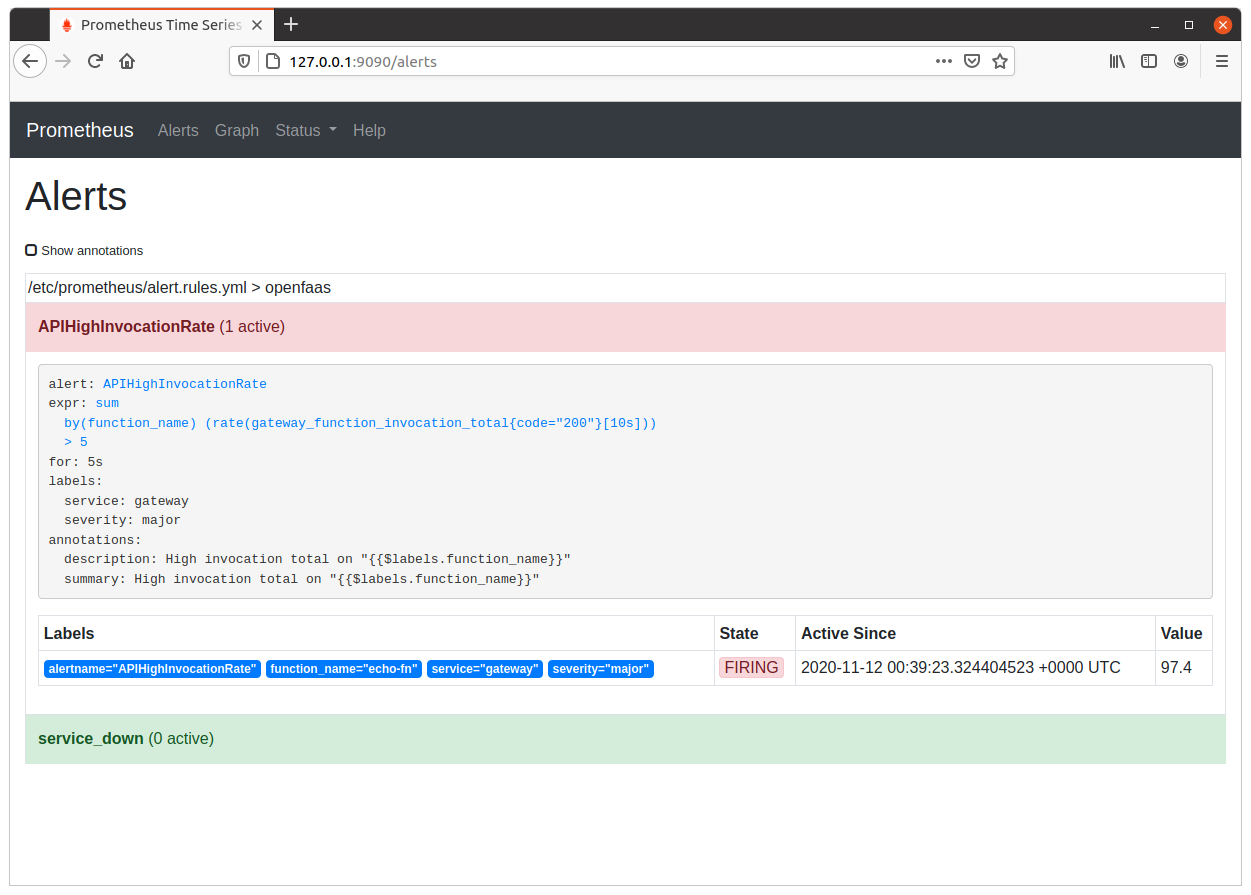 Prometheus Time Series
127.0.0.1:9090/alerts
Prometheus Alerts Graph Status Help
Alerts
Show annotations
/etc/prometheus/alert.rules.yml > openfaas
APIHighInvocationRate (1 active)
alert: APIHighInvocationRate
expr: sum
by(function_name) (rate(gateway_function_invocation_total{code="200"}[10s]))
> 5
for: 5s
labels:
service: gateway
severity: major
annotations:
description: High invocation total on "{{$labels.function_name}}"
summary: High invocation total on "{{$labels.function_name}}"
Labels State Active Since Value
alertname="APIHighInvocationRate" function_name="echo-fn" service="gateway" severity="major" FIRING 2020-11-12 00:39:23.324404523 +0000 UTC 97.4
service_down (0 active)